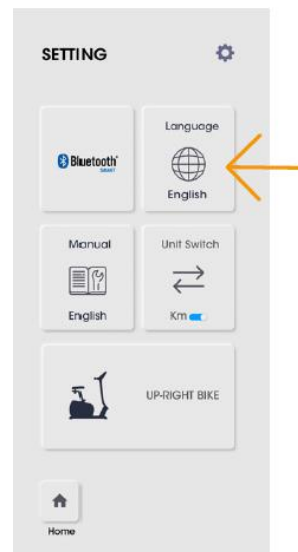 SETTING
Language
Bluetooth
SMART
English
Manual
Unit Switch
English
Km
UP-RIGHT BIKE
Home